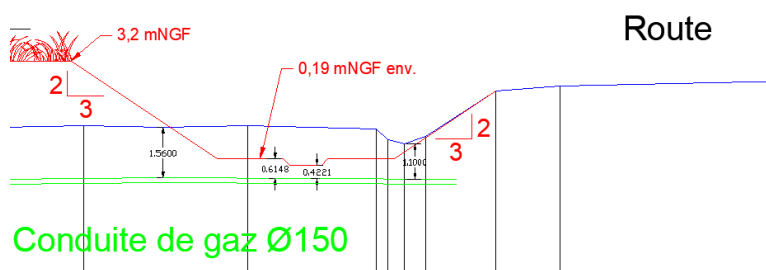 Route
3,2 mNGF
0,19 mNGF env.
2
3
2
3
1.5600
0.6148
0.4221
1.1000
Conduite de gaz Ø150